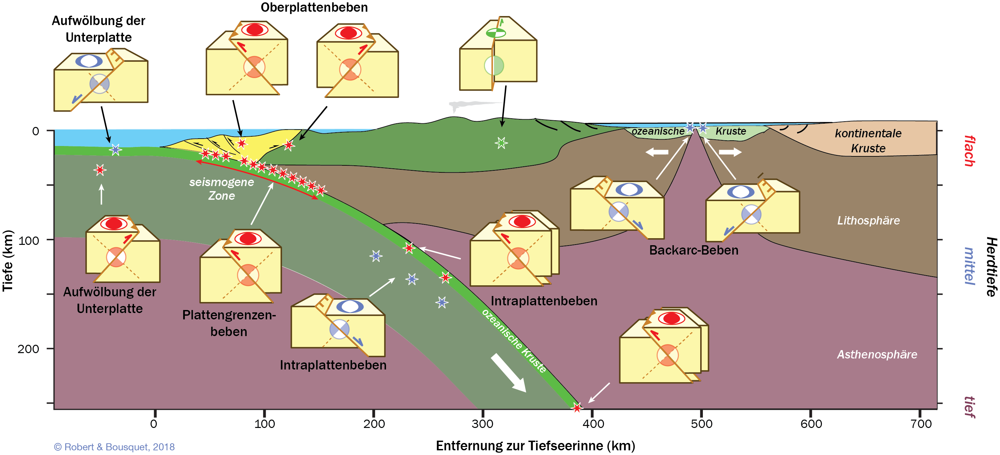 Oberplattenbeben
Aufwölbung der
Unterplatte
0
100
200
Tiefe (km)
ozeanische
Kruste
kontinentale
Kruste
flach
mittel
tief
Herdtiefe
seismogene
Zone
Lithosphäre
Backarc-Beben
Aufwölbung der
Unterplatte
Plattengrenzen-
beben
Intraplattenbeben
Intraplattenbeben
ozeanische Kruste
Asthenosphäre
0
100
200
300
400
500
600
700
Entfernung zur Tiefseerinne (km)
© Robert & Bousquet, 2018